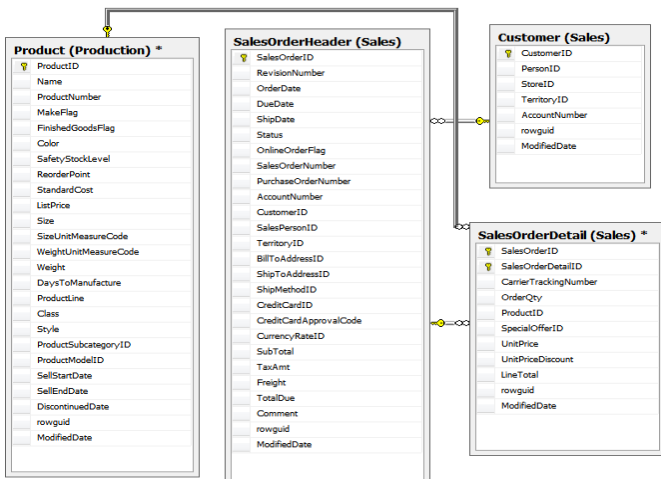 Product (Production) *
ProductID
Name
ProductNumber
MakeFlag
FinishedGoodsFlag
Color
SafetyStockLevel
ReorderPoint
StandardCost
ListPrice
Size
SizeUnitMeasureCode
WeightUnitMeasureCode
Weight
DaysToManufacture
ProductLine
Class
Style
ProductSubcategoryID
ProductModelID
SellStartDate
SellEndDate
DiscontinuedDate
rowguid
ModifiedDate
SalesOrderHeader (Sales)
SalesOrderID
RevisionNumber
OrderDate
DueDate
ShipDate
Status
OnlineOrderFlag
SalesOrderNumber
PurchaseOrderNumber
AccountNumber
CustomerID
SalesPersonID
TerritoryID
BillToAddressID
ShipToAddressID
ShipMethodID
CreditCardID
CreditCardApprovalCode
CurrencyRateID
SubTotal
TaxAmt
Freight
TotalDue
Comment
rowguid
ModifiedDate
Customer (Sales)
CustomerID
PersonID
StoreID
TerritoryID
AccountNumber
rowguid
ModifiedDate
SalesOrderDetail (Sales) *
SalesOrderID
SalesOrderDetailID
CarrierTrackingNumber
OrderQty
ProductID
SpecialOfferID
UnitPrice
UnitPriceDiscount
LineTotal
rowguid
ModifiedDate